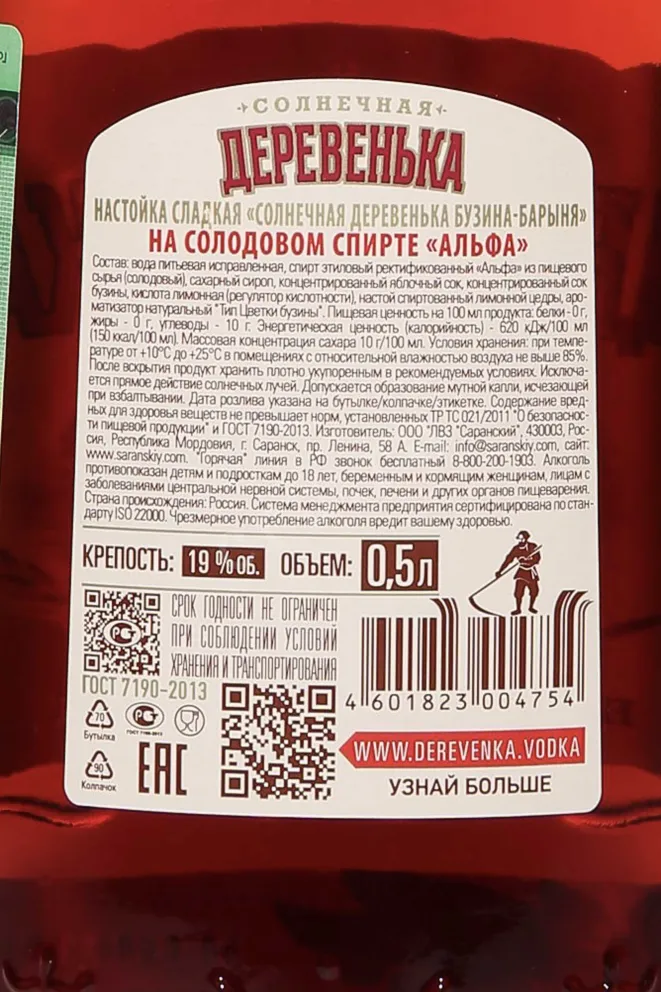 СОЛНЕЧНАЯ
ДЕРЕВЕНЬКА
НАСТОЙКА СЛАДКАЯ «СОЛНЕЧНАЯ ДЕРЕВЕНЬКА БУЗИНА-БАРЫНЯ»
НА СОЛОДОВОМ СПИРТЕ «АЛЬФА»
Состав: вода питьевая исправленная, спирт этиловый ректификованный «Альфа» из пищевого
сырья (солодовый), сахарный сироп, концентрированный яблочный сок, концентрированный сок
бузины, кислота лимонная (регулятор кислотности), настой спиртованный лимонной цедры, аро-
матизатор натуральный "Тип Цветки бузины". Пищевая ценность на 100 мл продукта: белки - 0 г,
жиры - 0 г, углеводы - 10 г. Энергетическая ценность (калорийность) - 620 кДж/100 мл
(150 ккал/100 мл). Массовая концентрация сахара 10 г/100 мл. Условия хранения: при темпе-
ратуре от +10°С до +25°С в помещениях с относительной влажностью воздуха не выше 85%.
После вскрытия продукт хранить плотно укупоренным в рекомендуемых условиях. Исключа-
ется прямое действие солнечных лучей. Допускается образование мутной капли, исчезающей
при взбалтывании. Дата розлива указана на бутылке/колпачке/этикетке. Содержание вред-
ных для здоровья веществ не превышает норм, установленных ТР ТС 021/2011 "О безопаснос-
ти пищевой продукции" и ГОСТ 7190-2013. Изготовитель: ООО "ЛВЗ "Саранский", 430003, Рос-
сия, Республика Мордовия, г. Саранск, пр. Ленина, 58 А. E-mail: info@saranskiy.com, сайт:
www.saranskiy.com. "Горячая" линия в РФ звонок бесплатный 8-800-200-1903. Алкоголь
противопоказан детям и подросткам до 18 лет, беременным и кормящим женщинам, лицам с
заболеваниями центральной нервной системы, почек, печени и других органов пищеварения.
Страна происхождения: Россия. Система менеджмента предприятия сертифицирована по стан-
дарту ISO 22000. Чрезмерное употребление алкоголя вредит вашему здоровью.
КРЕПОСТЬ: 19 % ОБ. ОБЪЕМ: 0,5 л
СРОК ГОДНОСТИ НЕ ОГРАНИЧЕН
ПРИ СОБЛЮДЕНИИ УСЛОВИЙ
ХРАНЕНИЯ И ТРАНСПОРТИРОВАНИЯ
ГОСТ 7190-2013
4 601823 004754
70
Бутылка
ГОСТ 7190-2013
90
Колпачок
EAC
WWW.DEREVENKA.VODKA
УЗНАЙ БОЛЬШЕ